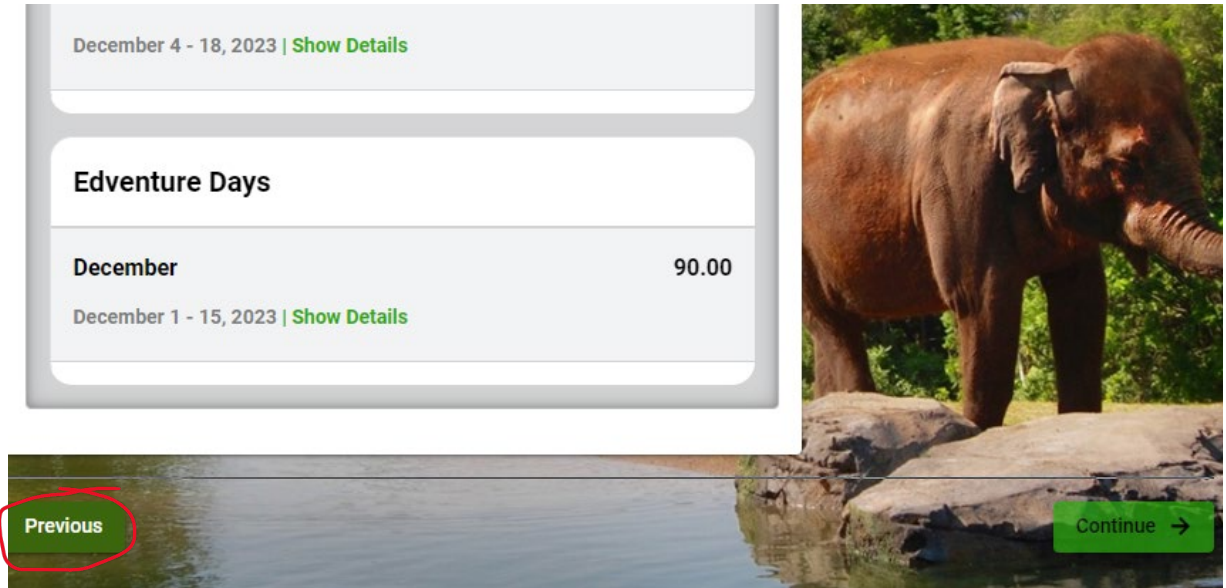 December 4 - 18, 2023 | Show Details
Edventure Days
December 90.00
December 1 - 15, 2023 | Show Details
Previous
Continue →